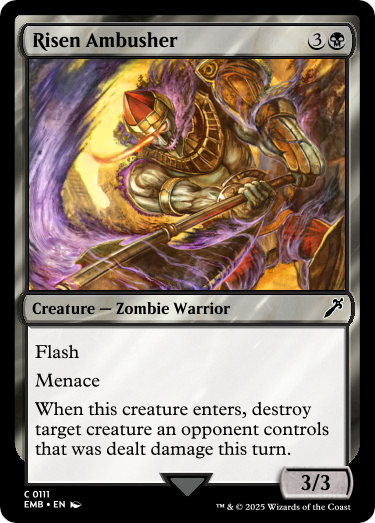 Risen Ambusher 3
Creature — Zombie Warrior
Flash
Menace
When this creature enters, destroy
target creature an opponent controls
that was dealt damage this turn.
3/3
C 0111
EMB • EN
™ & © 2025 Wizards of the Coast